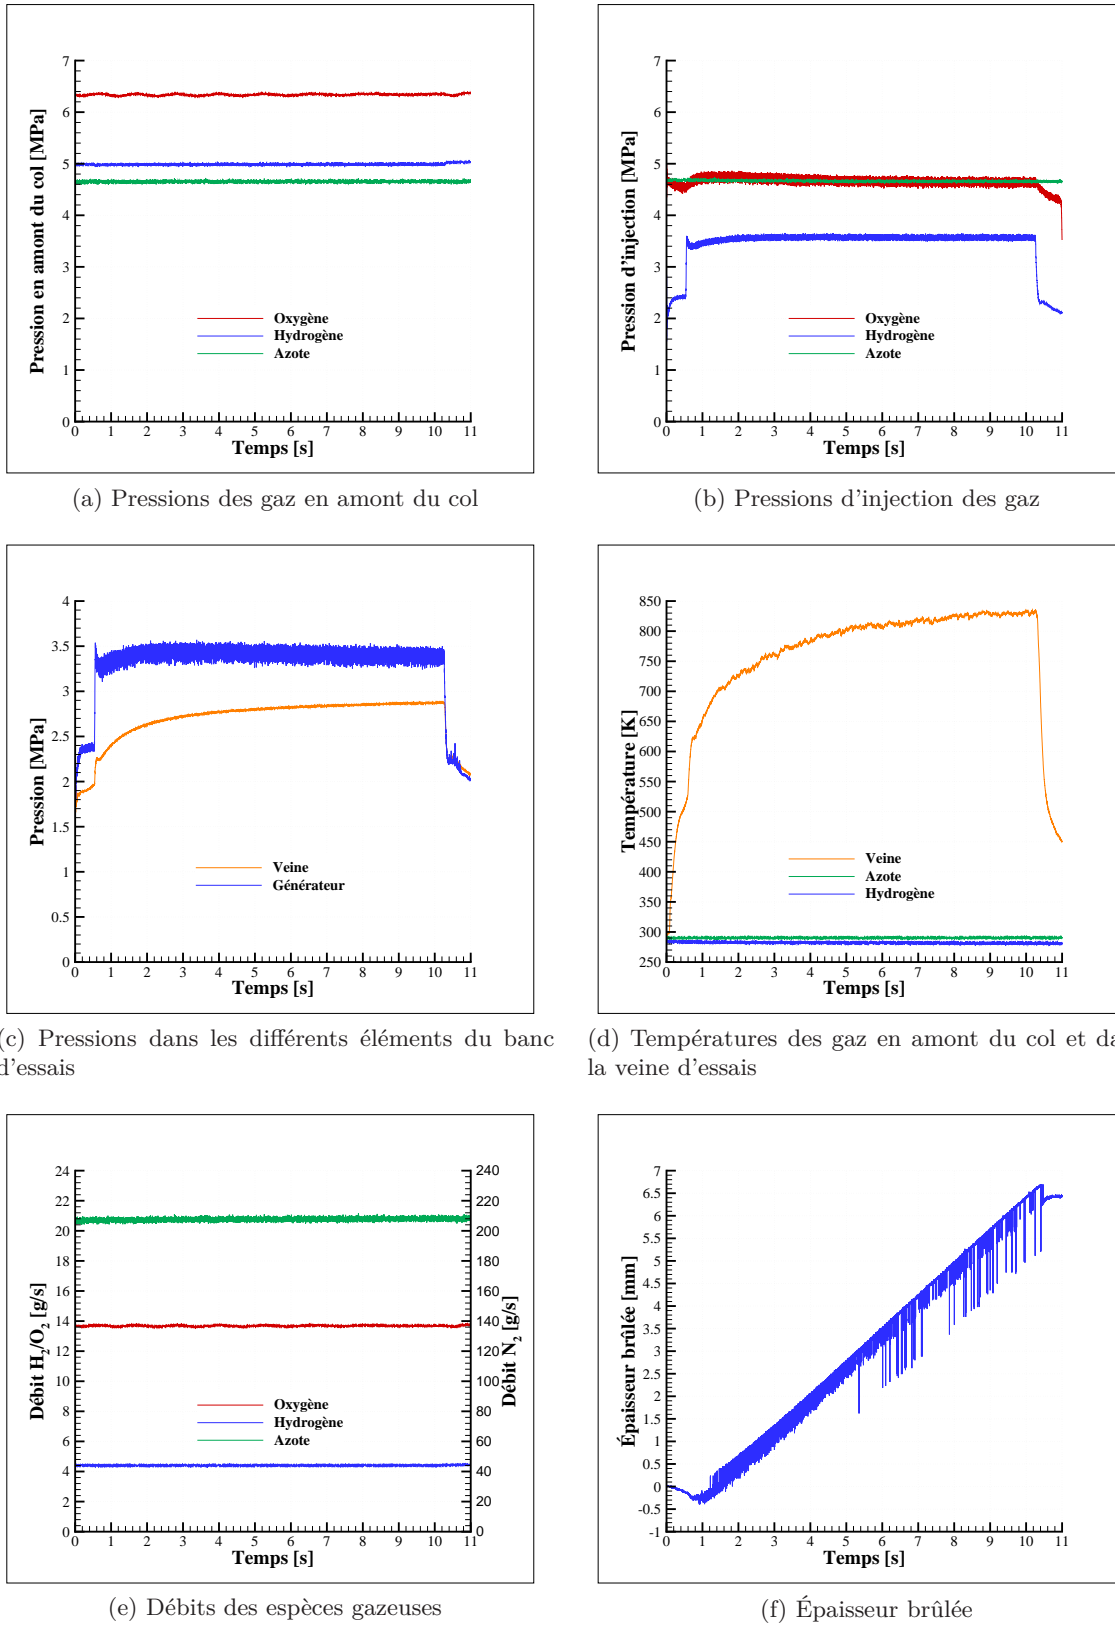 Pression en amont du col [MPa]
7
6
5
4
3
2
1
0
Oxygène
Hydrogène
Azote
0 1 2 3 4 5 6 7 8 9 10 11
Temps [s]
(a) Pressions des gaz en amont du col
Pression d'injection [MPa]
7
6
5
4
3
2
1
0
Oxygène
Hydrogène
Azote
0 1 2 3 4 5 6 7 8 9 10 11
Temps [s]
(b) Pressions d'injection des gaz
Pression [MPa]
4
3.5
3
2.5
2
1.5
1
0.5
0
Veine
Générateur
0 1 2 3 4 5 6 7 8 9 10 11
Temps [s]
(c) Pressions dans les différents éléments du banc
d'essais
Température [K]
850
800
750
700
650
600
550
500
450
400
350
300
250
Veine
Azote
Hydrogène
0 1 2 3 4 5 6 7 8 9 10 11
Temps [s]
(d) Températures des gaz en amont du col et da
la veine d'essais
Débit H2/O2 [g/s]
24
22
20
18
16
14
12
10
8
6
4
2
0
Oxygène
Hydrogène
Azote
240
220
200
180
160
140
120
100
80
60
40
20
0
Débit N2 [g/s]
0 1 2 3 4 5 6 7 8 9 10 11
Temps [s]
(e) Débits des espèces gazeuses
Épaisseur brûlée [mm]
7
6.5
6
5.5
5
4.5
4
3.5
3
2.5
2
1.5
1
0.5
0
-0.5
-1
0 1 2 3 4 5 6 7 8 9 10 11
Temps [s]
(f) Épaisseur brûlée